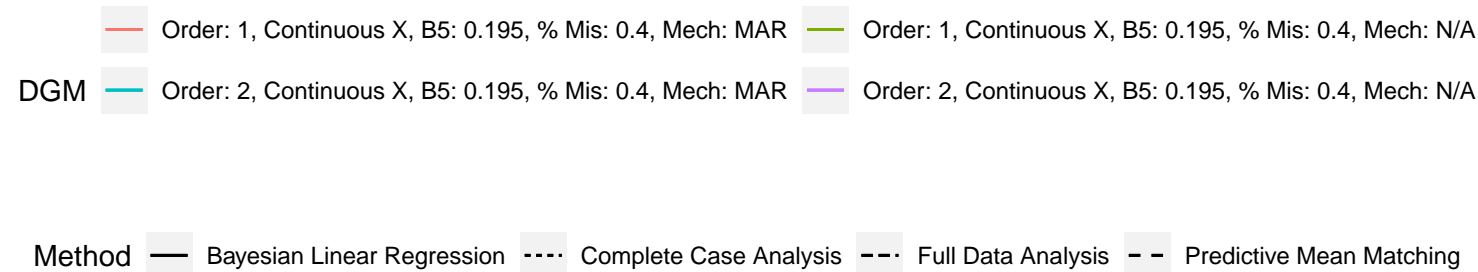 Order: 1, Continuous X, B5: 0.195, % Mis: 0.4, Mech: MAR Order: 1, Continuous X, B5: 0.195, % Mis: 0.4, Mech: N/A
DGM Order: 2, Continuous X, B5: 0.195, % Mis: 0.4, Mech: MAR Order: 2, Continuous X, B5: 0.195, % Mis: 0.4, Mech: N/A
Method Bayesian Linear Regression Complete Case Analysis Full Data Analysis Predictive Mean Matching